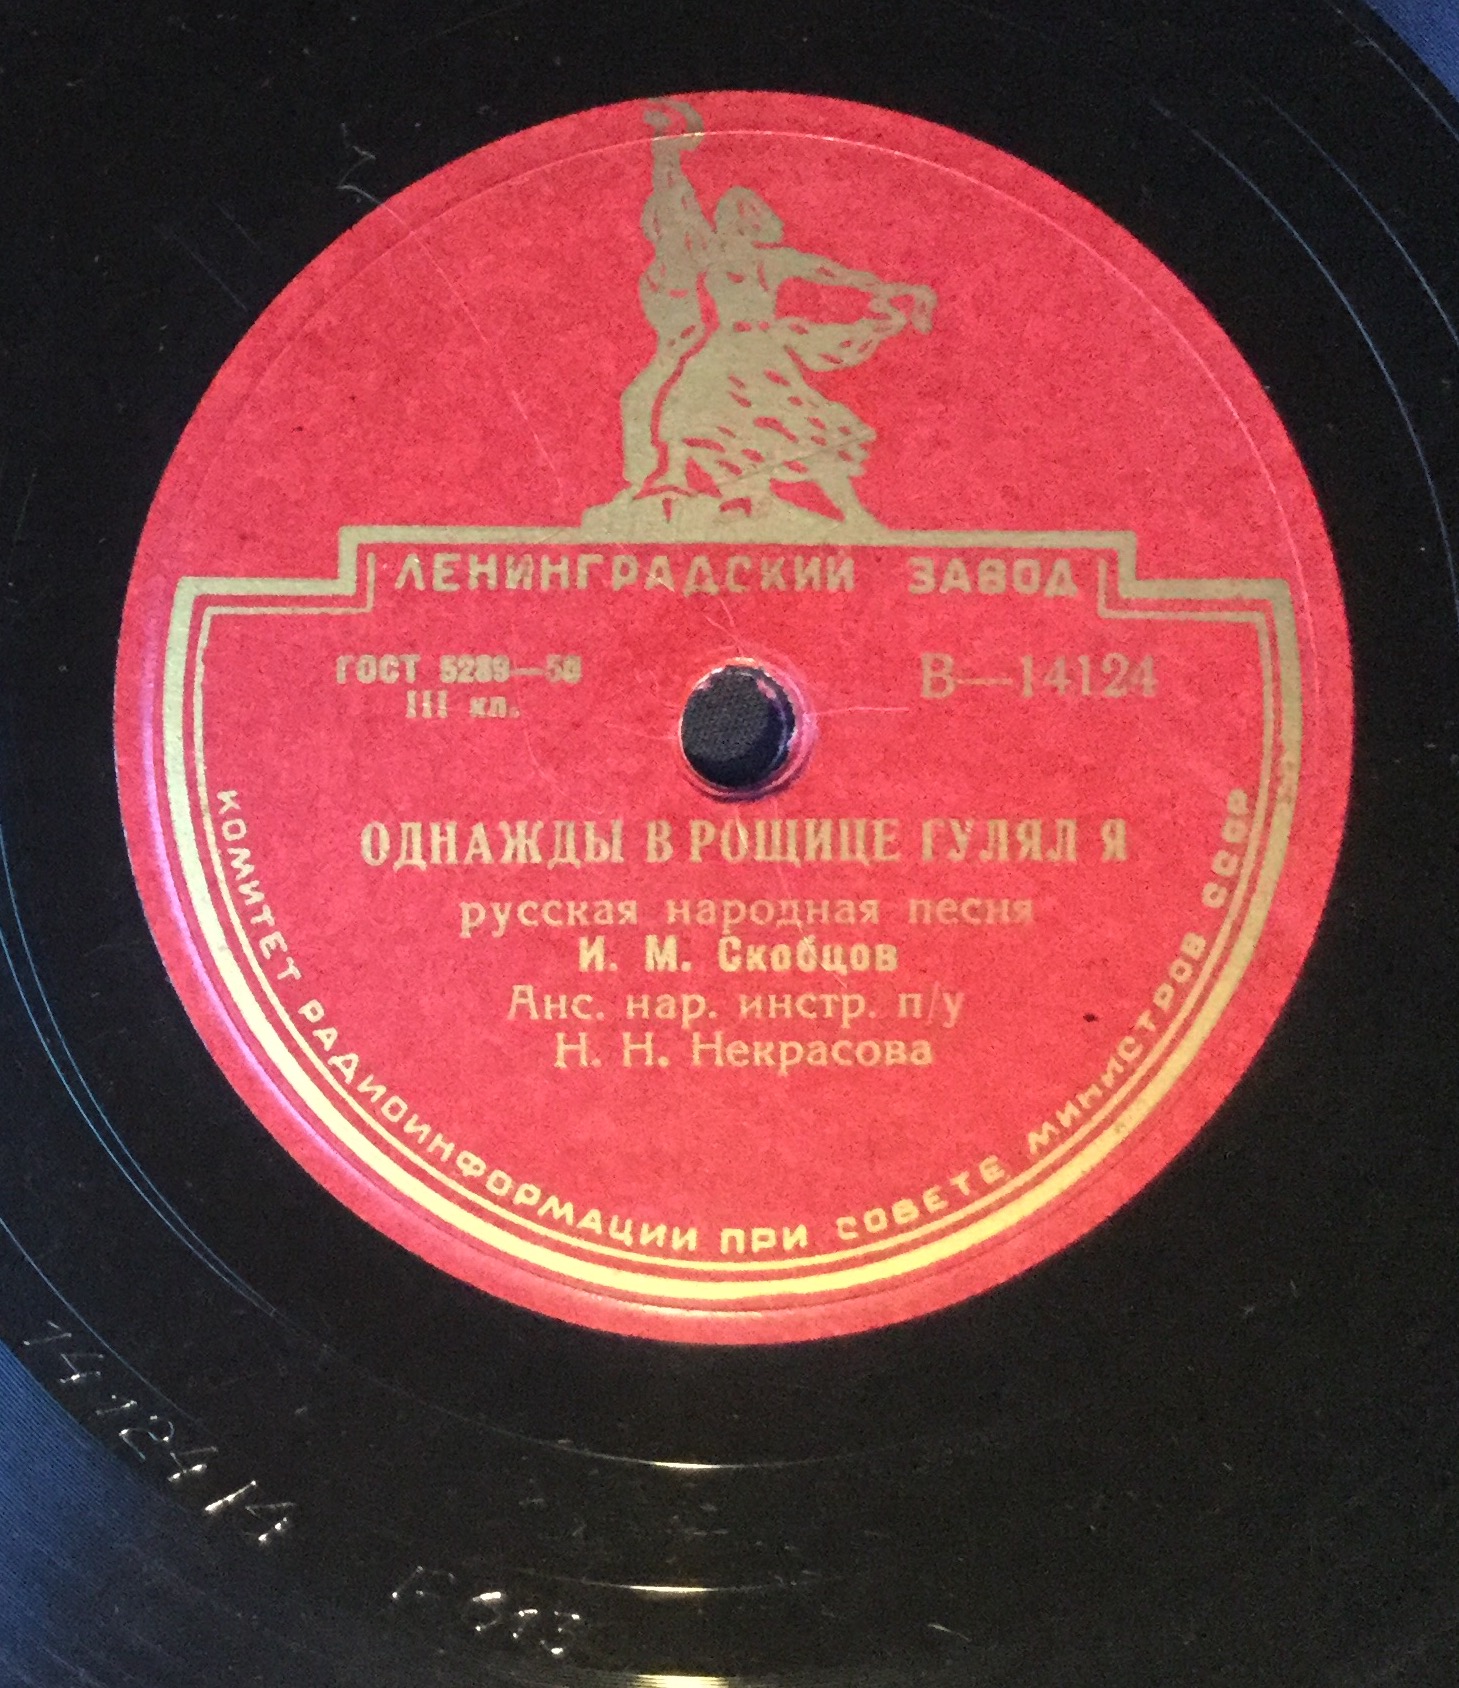 ЛЕНИНГРАДСКИЙ ЗАВОД
ГОСТ 5289—50
III кл.
В—14124
ОДНАЖДЫ В РОЩИЦЕ ГУЛЯЛ Я
русская народная песня
И. М. Скобцов
Анс. нар. инстр. п/у
Н. Н. Некрасова
КОМИТЕТ РАДИОИНФОРМАЦИИ ПРИ СОВЕТЕ МИНИСТРОВ СССР